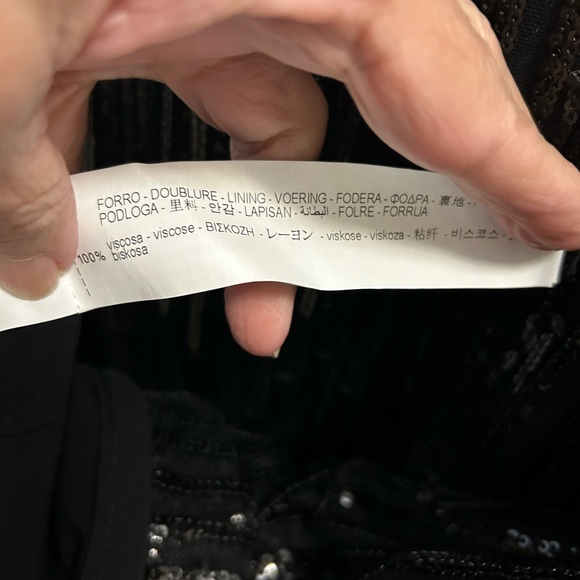 FORRO - DOUBLURE - LINING - VOERING - FODERA - ΦΟΔΡΑ - 裏地 -
PODLOGA - 里料 - 안감 - LAPISAN - البطانة - FOLRE - FORRUA
100% viscosa - viscose - ΒΙΣΚΟΖΗ - レーヨン - viskose - viskoza - 粘纤 - 비스코스 -
biskosa